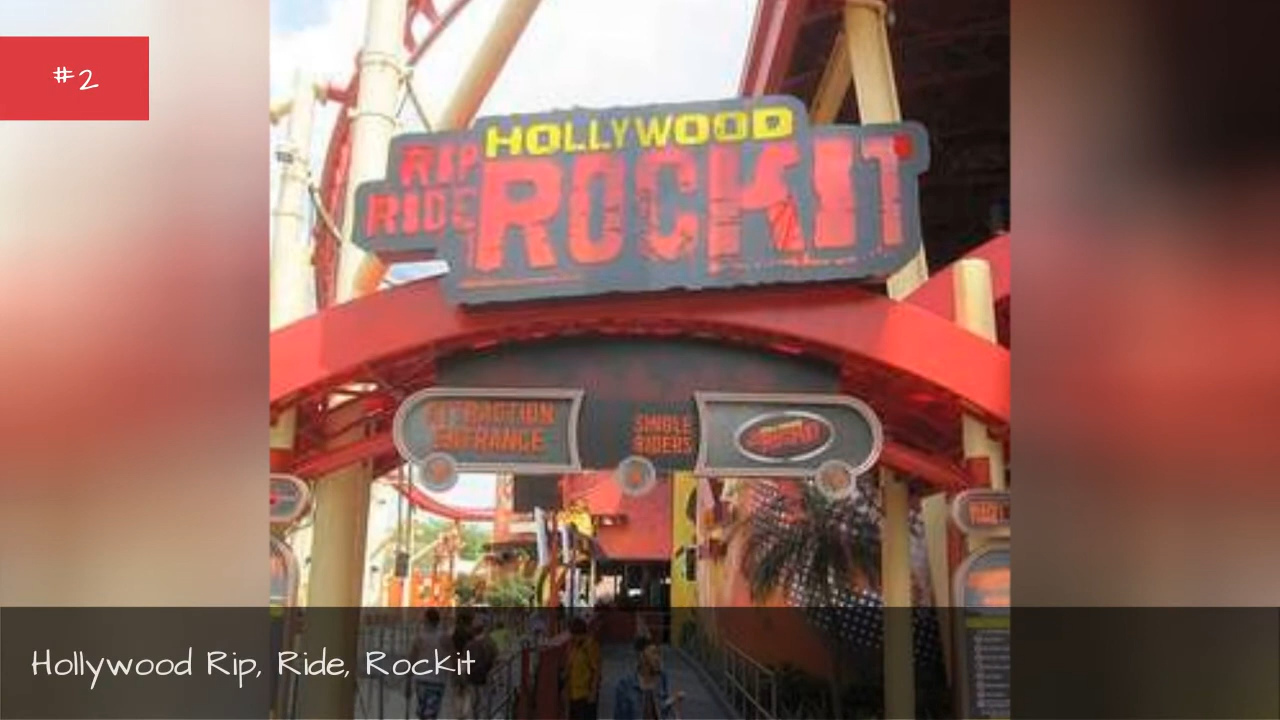 #2
HOLLYWOOD
RIP
RIDE
ROCKIT
ATTRACTION
ENTRANCE
SINGLE
RIDERS
Hollywood Rip, Ride, Rockit